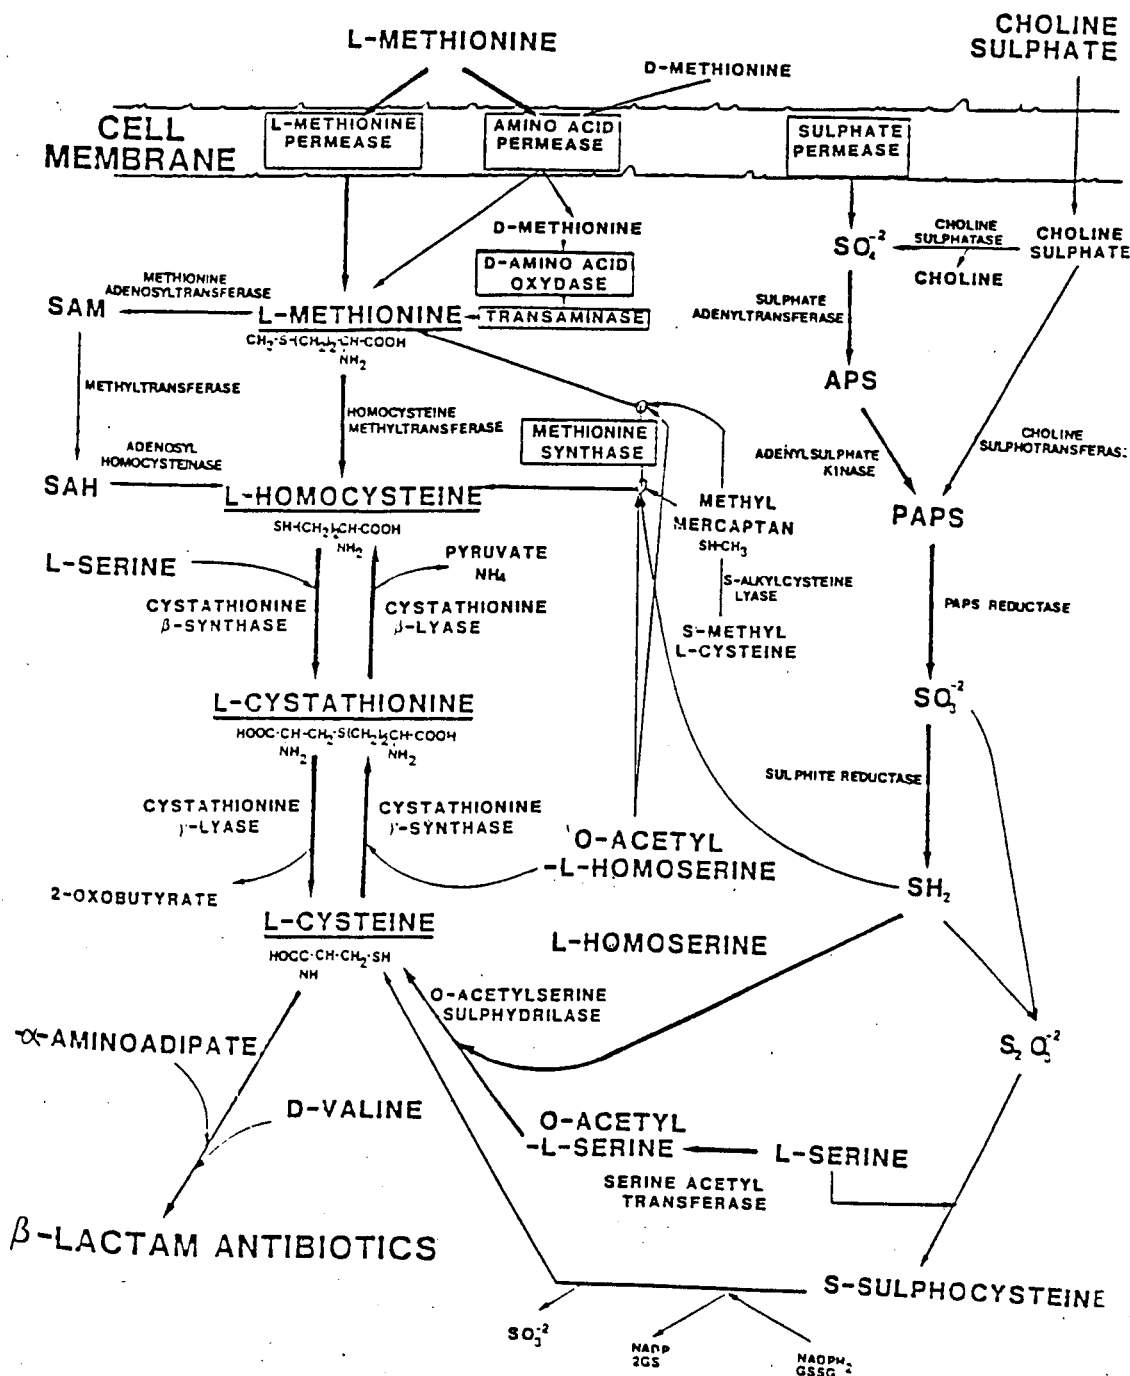 L-METHIONINE
CHOLINE
SULPHATE
D-METHIONINE
CELL
MEMBRANE
L-METHIONINE
PERMEASE
AMINO ACID
PERMEASE
SULPHATE
PERMEASE
D-METHIONINE
D-AMINO ACID
OXYDASE
TRANSAMINASE
SO₄⁻²
CHOLINE
SULPHATASE
CHOLINE
CHOLINE
SULPHATE
METHIONINE
ADENOSYLTRANSFERASE
SAM
L-METHIONINE
CH₃-S-(CH₂)₂-CH-COOH
NH₂
SULPHATE
ADENYLTRANSFERASE
APS
METHYLTRANSFERASE
HOMOCYSTEINE
METHYLTRANSFERASE
METHIONINE
SYNTHASE
ADENYLSULPHATE
KINASE
CHOLINE
SULPHOTRANSFERAS
ADENOSYL
HOMOCYSTEINASE
SAH
L-HOMOCYSTEINE
SH-(CH₂)₂-CH-COOH
NH₂
METHYL
MERCAPTAN
SH-CH₃
PAPS
L-SERINE
PYRUVATE
NH₄
S-ALKYLCYSTEINE
LYASE
CYSTATHIONINE
β-SYNTHASE
CYSTATHIONINE
β-LYASE
PAPS REDUCTASE
S-METHYL
L-CYSTEINE
L-CYSTATHIONINE
HOOC-CH-CH₂-S(CH₂)₂CH-COOH
NH₂
NH₂
SO₃⁻²
SULPHITE REDUCTASE
CYSTATHIONINE
γ-LYASE
CYSTATHIONINE
γ-SYNTHASE
O-ACETYL
-L-HOMOSERINE
2-OXOBUTYRATE
SH₂
L-CYSTEINE
HOCC-CH-CH₂-SH
NH
L-HOMOSERINE
O-ACETYLSERINE
SULPHYDRILASE
-α-AMINOADIPATE
S₂O₃⁻²
D-VALINE
O-ACETYL
-L-SERINE
L-SERINE
SERINE ACETYL
TRANSFERASE
β-LACTAM ANTIBIOTICS
S-SULPHOCYSTEINE
SO₃⁻²
NADP
2GS
NADPH₂
GSSG